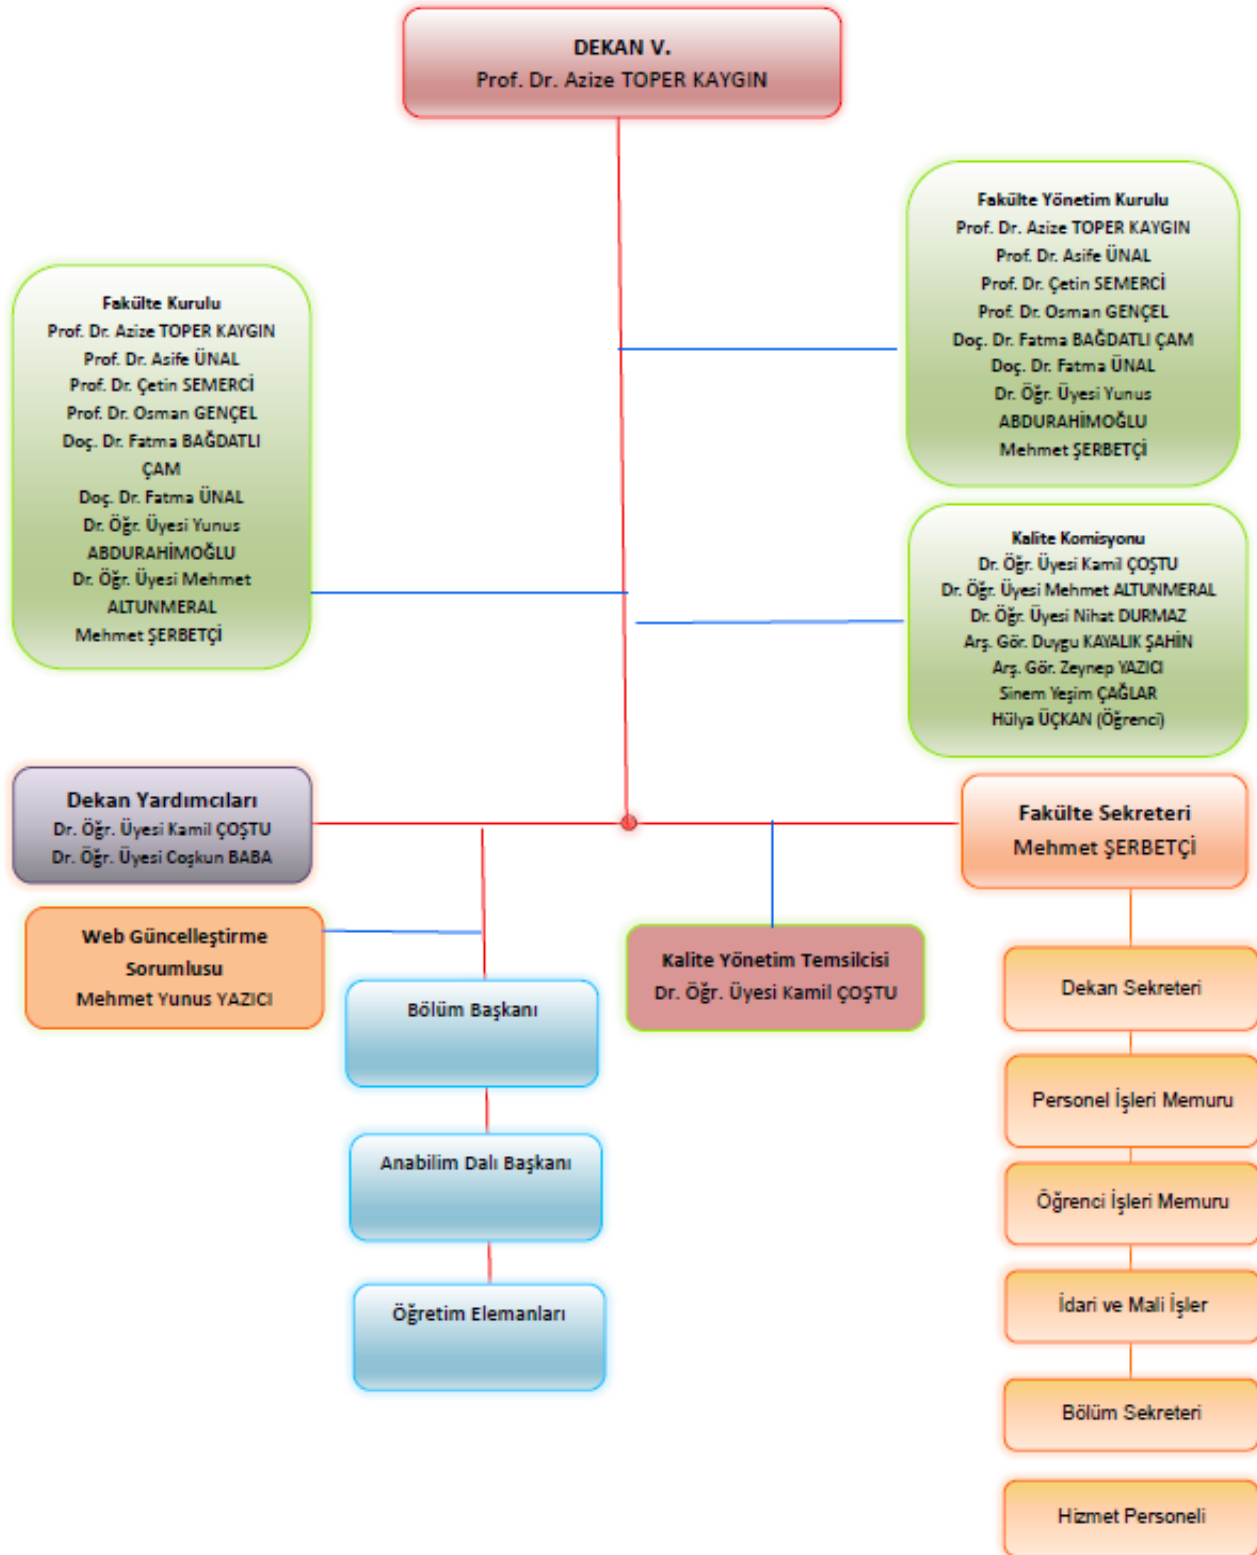 DEKAN V.
Prof. Dr. Azize TOPER KAYGIN
Fakülte Yönetim Kurulu
Prof. Dr. Azize TOPER KAYGIN
Prof. Dr. Asife ÜNAL
Prof. Dr. Çetin SEMERCİ
Prof. Dr. Osman GENÇEL
Doç. Dr. Fatma BAĞDATLI ÇAM
Doç. Dr. Fatma ÜNAL
Dr. Öğr. Üyesi Yunus
ABDURAHİMOĞLU
Mehmet ŞERBETÇİ
Fakülte Kurulu
Prof. Dr. Azize TOPER KAYGIN
Prof. Dr. Asife ÜNAL
Prof. Dr. Çetin SEMERCİ
Prof. Dr. Osman GENÇEL
Doç. Dr. Fatma BAĞDATLI
ÇAM
Doç. Dr. Fatma ÜNAL
Dr. Öğr. Üyesi Yunus
ABDURAHİMOĞLU
Dr. Öğr. Üyesi Mehmet
ALTUNMERAL
Mehmet ŞERBETÇİ
Kalite Komisyonu
Dr. Öğr. Üyesi Kamil ÇOŞTU
Dr. Öğr. Üyesi Mehmet ALTUNMERAL
Dr. Öğr. Üyesi Nihat DURMAZ
Arş. Gör. Duygu KAYALIK ŞAHİN
Arş. Gör. Zeynep YAZICI
Sinem Yeşim ÇAĞLAR
Hülya ÜÇKAN (Öğrenci)
Dekan Yardımcıları
Dr. Öğr. Üyesi Kamil ÇOŞTU
Dr. Öğr. Üyesi Coşkun BABA
Fakülte Sekreteri
Mehmet ŞERBETÇİ
Web Güncelleştirme
Sorumlusu
Mehmet Yunus YAZICI
Kalite Yönetim Temsilcisi
Dr. Öğr. Üyesi Kamil ÇOŞTU
Bölüm Başkanı
Anabilim Dalı Başkanı
Öğretim Elemanları
Dekan Sekreteri
Personel İşleri Memuru
Öğrenci İşleri Memuru
İdari ve Mali İşler
Bölüm Sekreteri
Hizmet Personeli